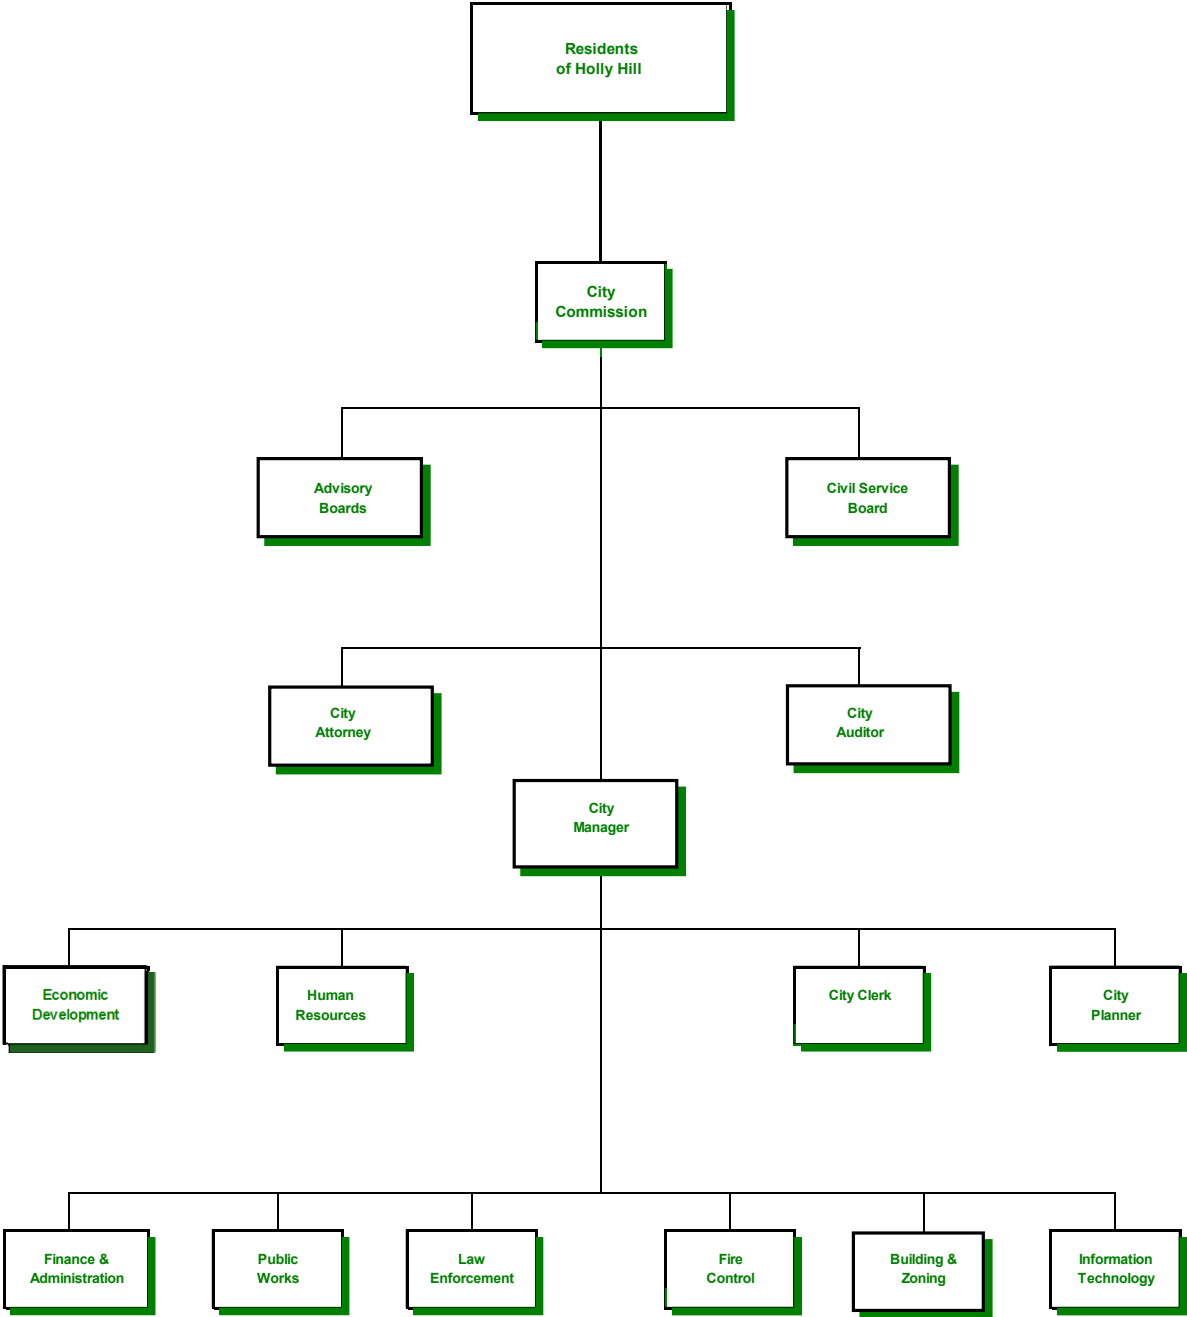 Residents
of Holly Hill
City
Commission
Advisory
Boards
Civil Service
Board
City
Attorney
City
Auditor
City
Manager
Economic
Development
Human
Resources
City Clerk
City
Planner
Finance &
Administration
Public
Works
Law
Enforcement
Fire
Control
Building &
Zoning
Information
Technology